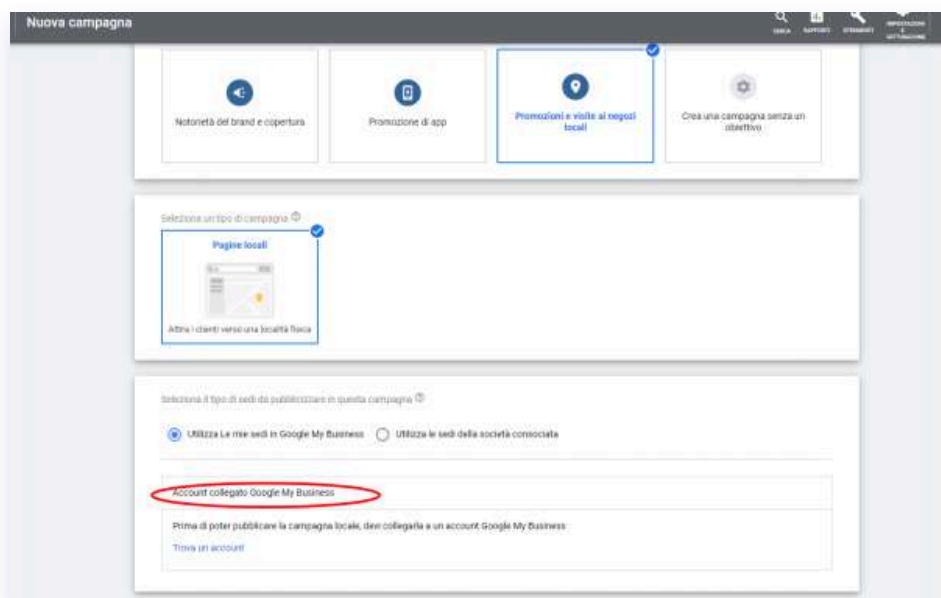 Nuova campagna
CERCA
RAPPORTI
STRUMENTI
IMPOSTAZIONI
E
FATTURAZIONE
Notorietà del brand e copertura
Promozione di app
Promozioni e visite ai negozi
locali
Crea una campagna senza un
obiettivo
Seleziona un tipo di campagna
Pagine locali
Attira i clienti verso una località fisica
Seleziona il tipo di sedi da pubblicizzare in questa campagna
Utilizza Le mie sedi in Google My Business
Utilizza le sedi della società consociata
Account collegato Google My Business
Prima di poter pubblicare la campagna locale, devi collegarla a un account Google My Business
Trova un account